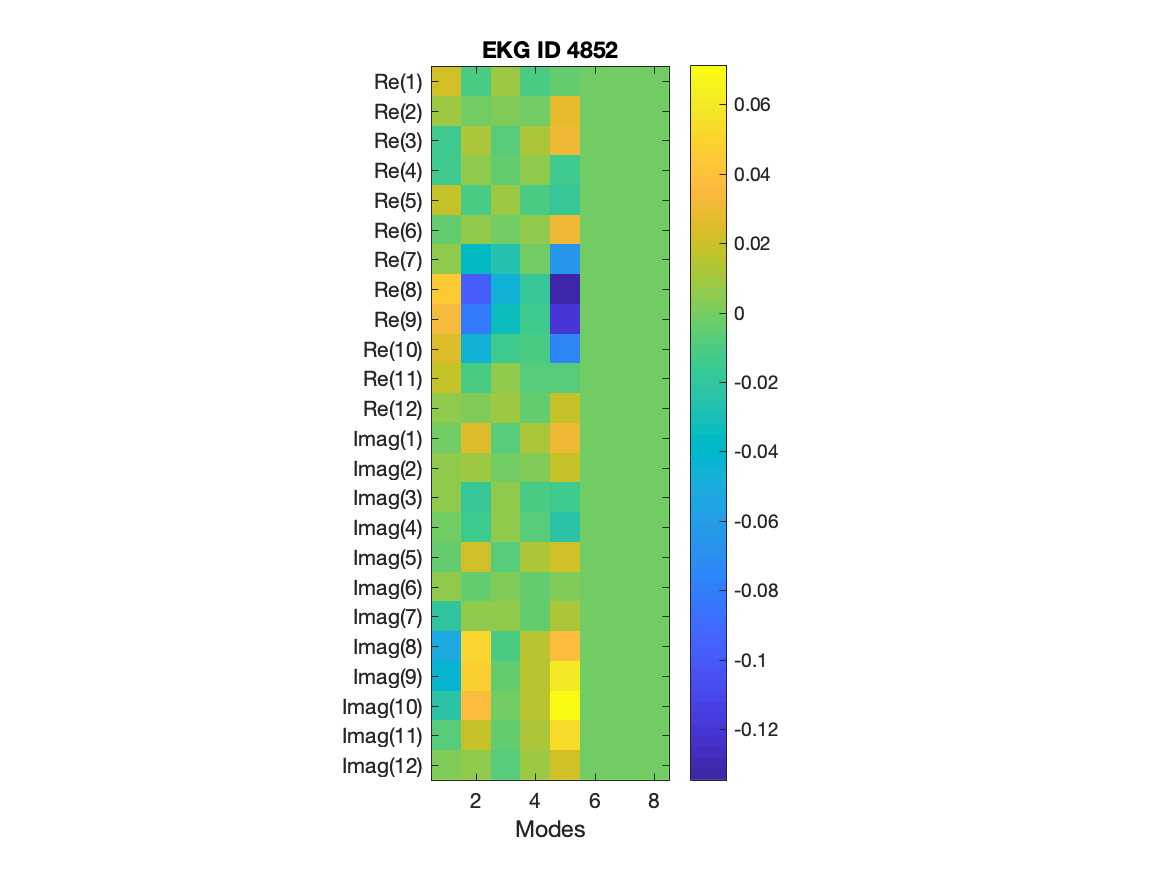 EKG ID 4852
Re(1)
Re(2)
Re(3)
Re(4)
Re(5)
Re(6)
Re(7)
Re(8)
Re(9)
Re(10)
Re(11)
Re(12)
Imag(1)
Imag(2)
Imag(3)
Imag(4)
Imag(5)
Imag(6)
Imag(7)
Imag(8)
Imag(9)
Imag(10)
Imag(11)
Imag(12)
2 4 6 8
Modes
0.06
0.04
0.02
0
-0.02
-0.04
-0.06
-0.08
-0.1
-0.12